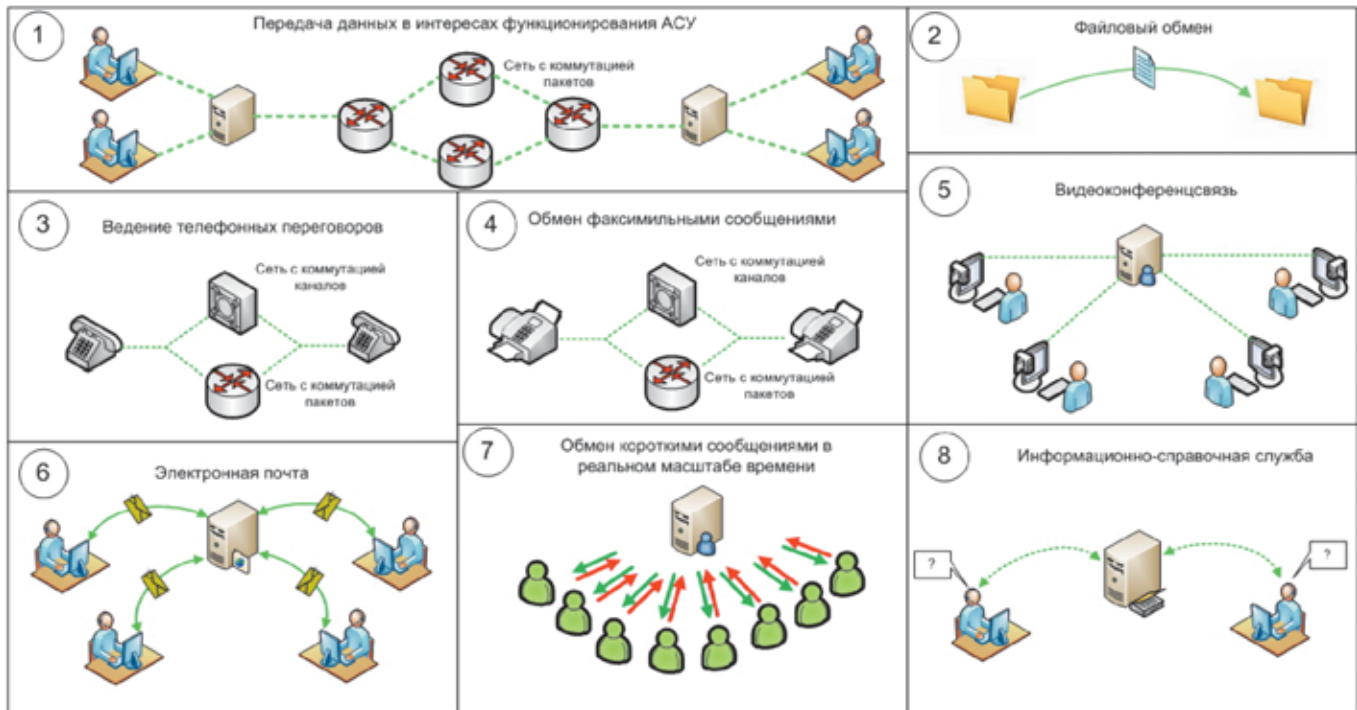 1
Передача данных в интересах функционирования АСУ
Сеть с коммутацией
пакетов
2
Файловый обмен
3
Ведение телефонных переговоров
Сеть с коммутацией
каналов
Сеть с коммутацией
пакетов
4
Обмен факсимильными сообщениями
Сеть с коммутацией
каналов
Сеть с коммутацией
пакетов
5
Видеоконференцсвязь
6
Электронная почта
7
Обмен короткими сообщениями в
реальном масштабе времени
8
Информационно-справочная служба
?
?